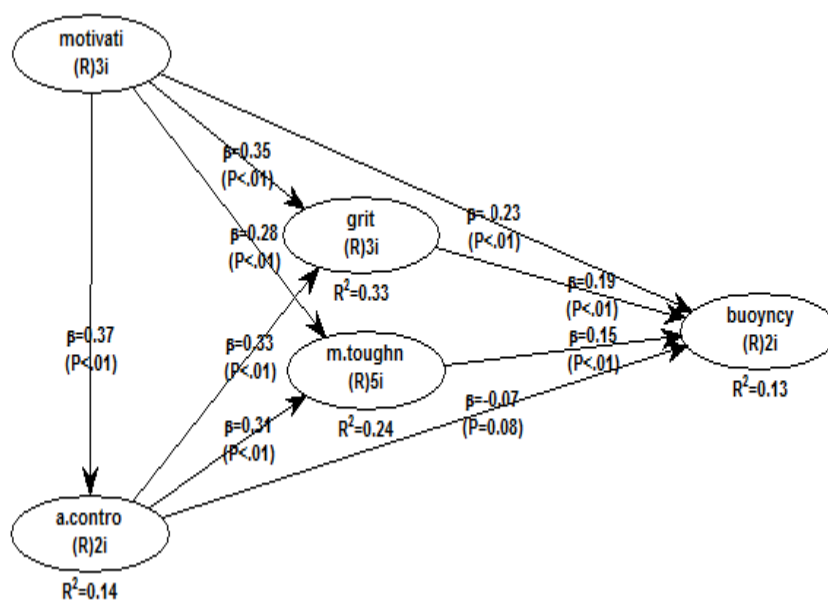 motivati
(R)3i
β=0.35
(P<.01)
β=0.28
(P<.01)
β=-0.23
(P<.01)
grit
(R)3i
R²=0.33
β=0.19
(P<.01)
buoyncy
(R)2i
R²=0.13
β=0.37
(P<.01)
β=0.33
(P<.01)
m.toughn
(R)5i
R²=0.24
β=0.15
(P<.01)
β=0.31
(P<.01)
β=-0.07
(P=0.08)
a.contro
(R)2i
R²=0.14